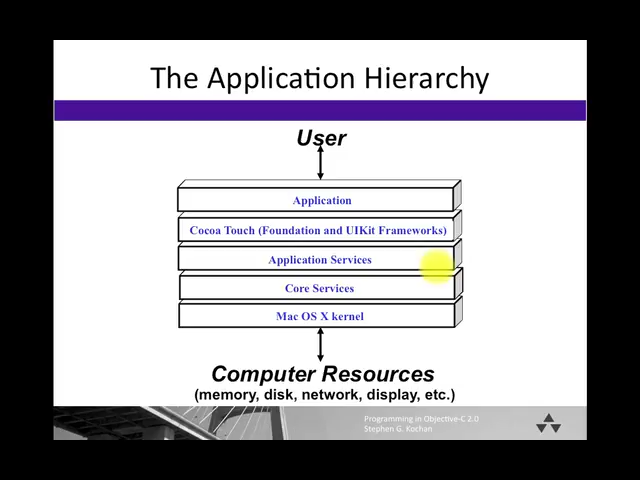 The Application Hierarchy
User
Application
Cocoa Touch (Foundation and UIKit Frameworks)
Application Services
Core Services
Mac OS X kernel
Computer Resources
(memory, disk, network, display, etc.)
Programming in Objective-C 2.0
Stephen G. Kochan